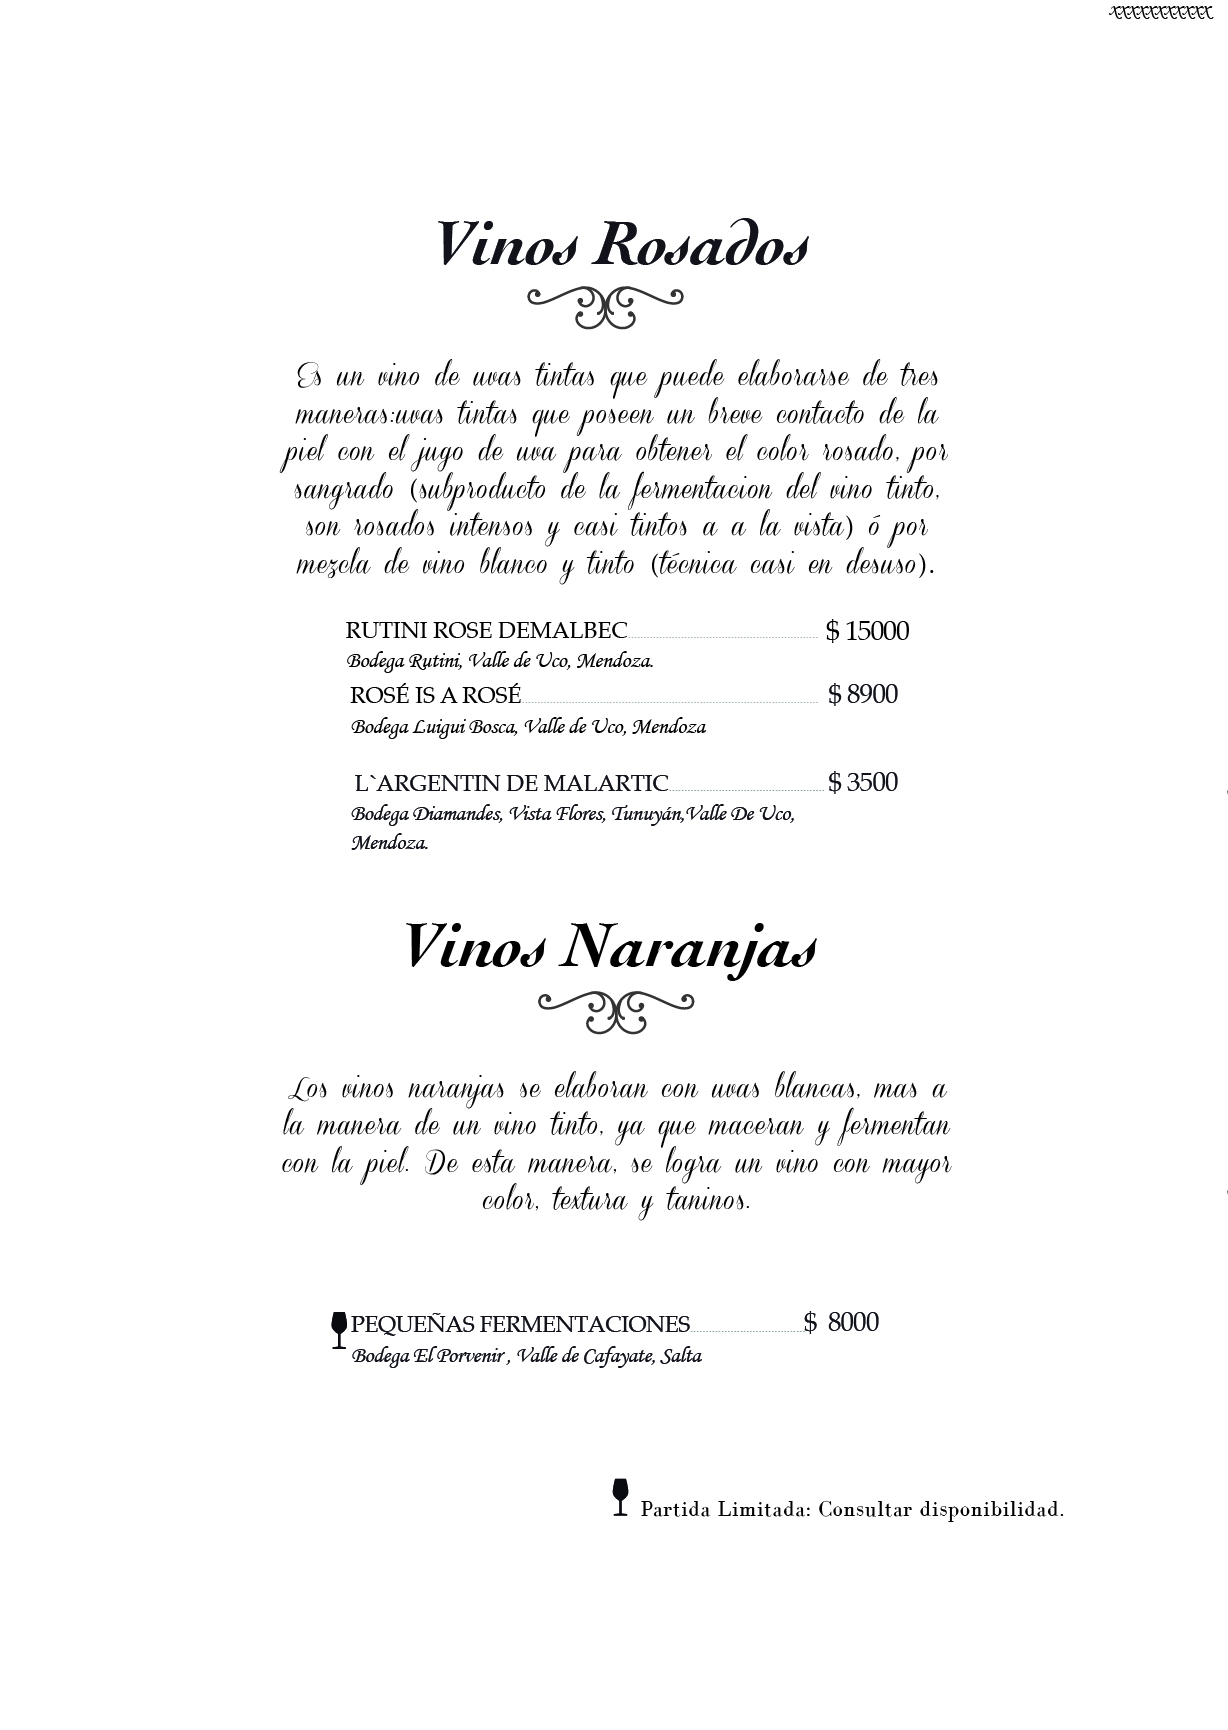 xxxxxxxxxxxx
Vinos Rosados
Es un vino de uvas tintas que puede elaborarse de tres
maneras:uvas tintas que poseen un breve contacto de la
piel con el jugo de uva para obtener el color rosado, por
sangrado (subproducto de la fermentacion del vino tinto,
son rosados intensos y casi tintos a a la vista) ó por
mezcla de vino blanco y tinto (técnica casi en desuso).
RUTINI ROSE DEMALBEC $ 15000
Bodega Rutini, Valle de Uco, Mendoza.
ROSÉ IS A ROSÉ $ 8900
Bodega Luigui Bosca, Valle de Uco, Mendoza
L`ARGENTIN DE MALARTIC $ 3500
Bodega Diamandes, Vista Flores, Tunuyán,Valle De Uco,
Mendoza.
Vinos Naranjas
Los vinos naranjas se elaboran con uvas blancas, mas a
la manera de un vino tinto, ya que maceran y fermentan
con la piel. De esta manera, se logra un vino con mayor
color, textura y taninos.
PEQUEÑAS FERMENTACIONES $ 8000
Bodega El Porvenir , Valle de Cafayate, Salta
Partida Limitada: Consultar disponibilidad.